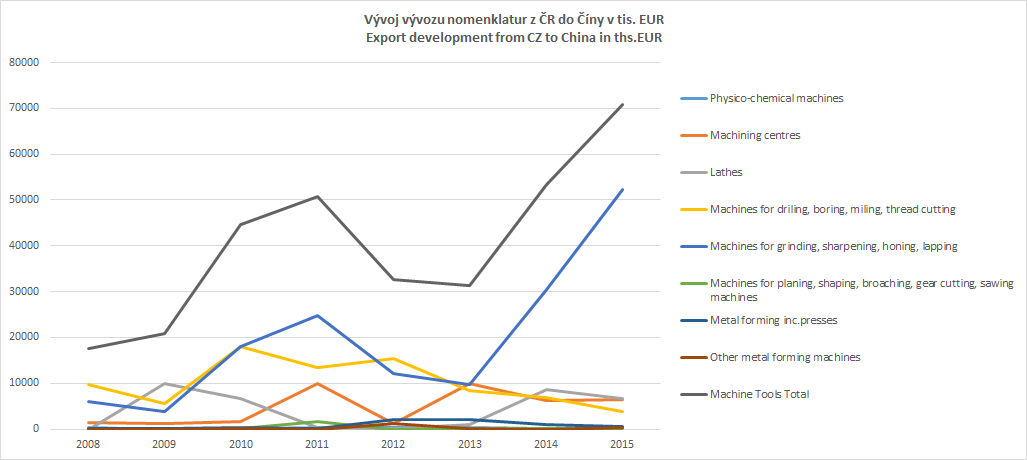 Vývoj vývozu nomenklatur z ČR do Číny v tis. EUR
Export development from CZ to China in ths.EUR
80000
70000
60000
50000
40000
30000
20000
10000
0
2008 2009 2010 2011 2012 2013 2014 2015
Physico-chemical machines
Machining centres
Lathes
Machines for driling, boring, miling, thread cutting
Machines for grinding, sharpening, honing, lapping
Machines for planing, shaping, broaching, gear cutting, sawing
machines
Metal forming inc.presses
Other metal forming machines
Machine Tools Total